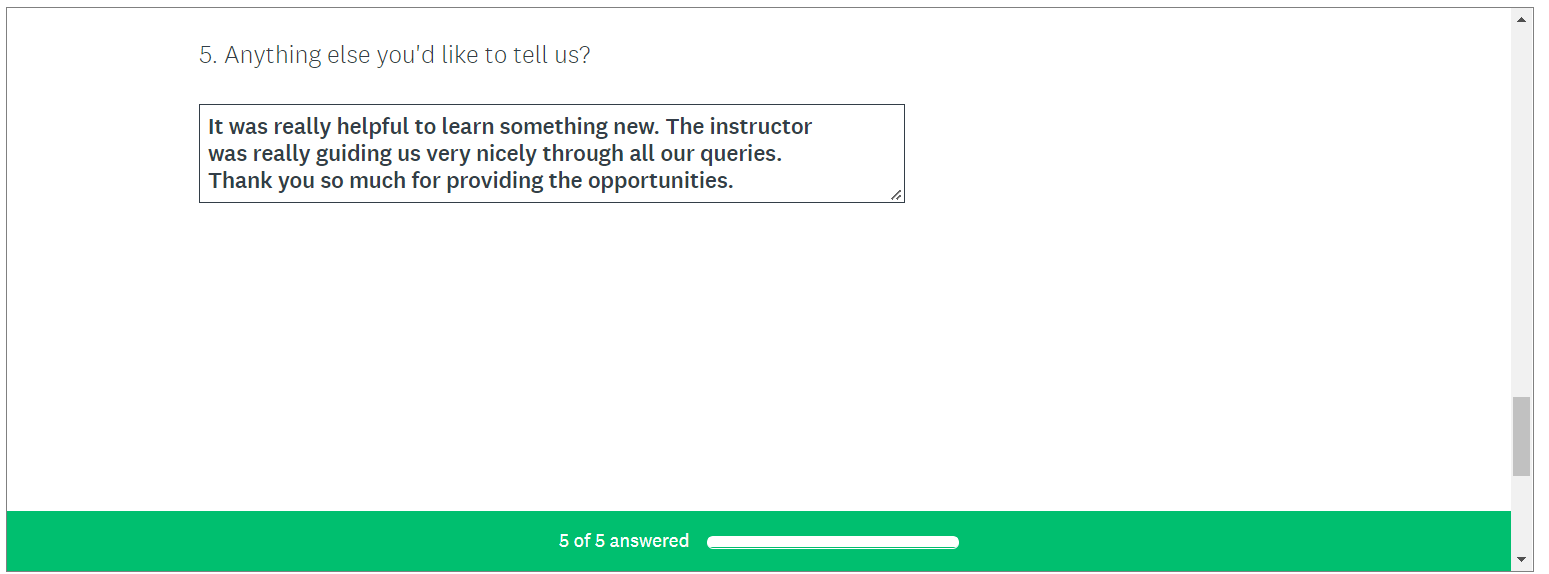 5. Anything else you'd like to tell us?
It was really helpful to learn something new. The instructor
was really guiding us very nicely through all our queries.
Thank you so much for providing the opportunities.
5 of 5 answered